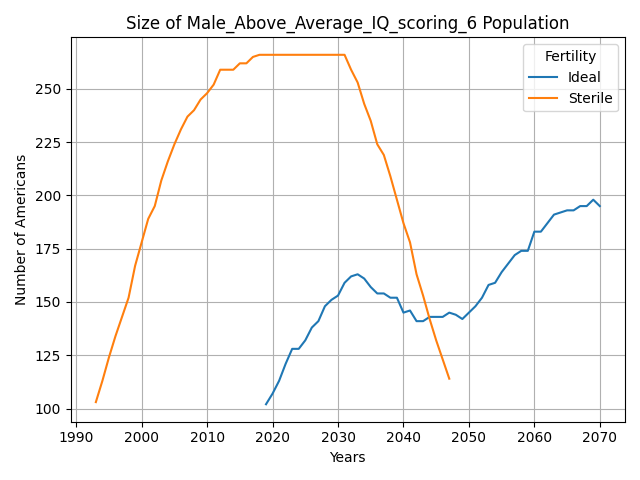 Size of Male_Above_Average_IQ_scoring_6 Population
Fertility
Ideal
Sterile
Number of Americans
250
225
200
175
150
125
100
1990 2000 2010 2020 2030 2040 2050 2060 2070
Years